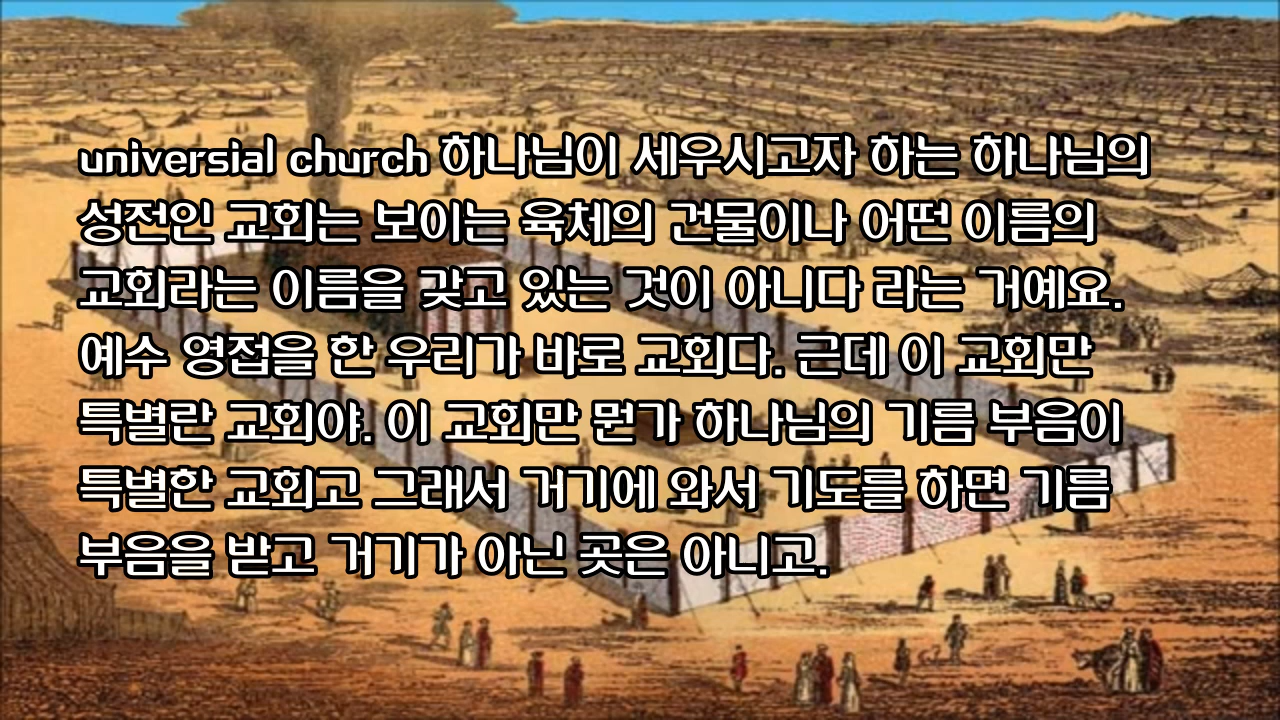 universial church 하나님이 세우시고자 하는 하나님의
성전인 교회는 보이는 육체의 건물이나 어떤 이름의
교회라는 이름을 갖고 있는 것이 아니다 라는 거예요.
예수 영접을 한 우리가 바로 교회다. 근데 이 교회만
특별한 교회야. 이 교회만 뭔가 하나님의 기름 부음이
특별한 교회고 그래서 거기에 와서 기도를 하면 기름
부음을 받고 거기가 아닌 곳은 아니고.